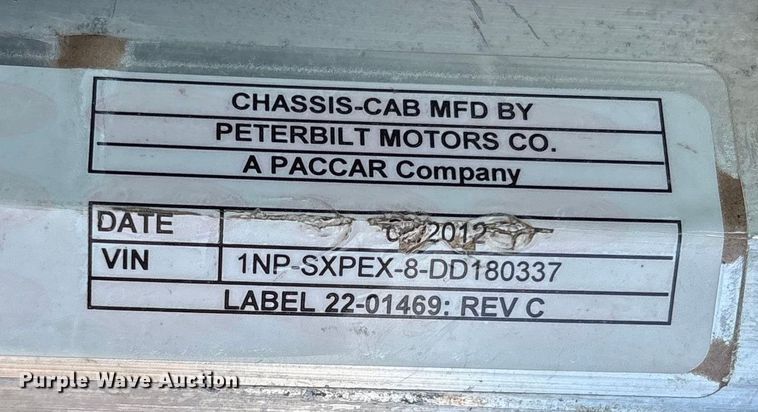 CHASSIS-CAB MFD BY
PETERBILT MOTORS CO.
A PACCAR Company
DATE 2012
VIN 1NP-SXPEX-8-DD180337
LABEL 22-01469: REV C
Purple Wave Auction